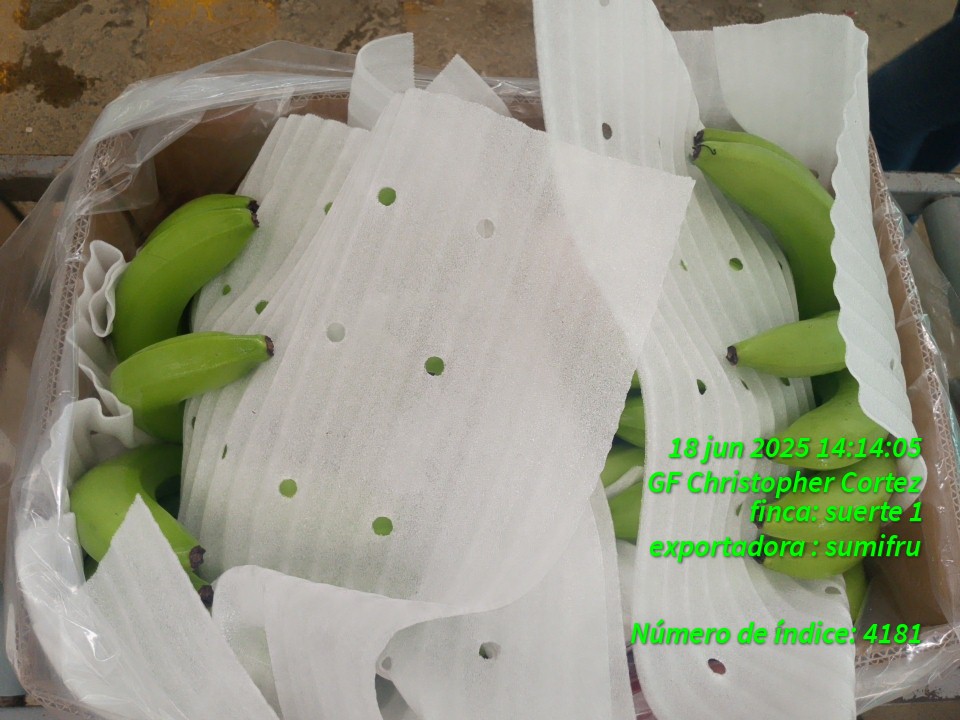 18 jun 2025 14:14:05
GF Christopher Cortez
finca: suerte 1
exportadora : sumifru
Número de índice: 4181